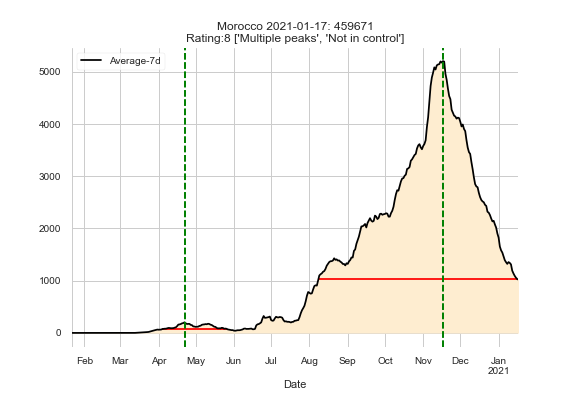 Morocco 2021-01-17: 459671
Rating:8 ['Multiple peaks', 'Not in control']
Average-7d
5000
4000
3000
2000
1000
0
Feb Mar Apr May Jun Jul Aug Sep Oct Nov Dec Jan
2021
Date